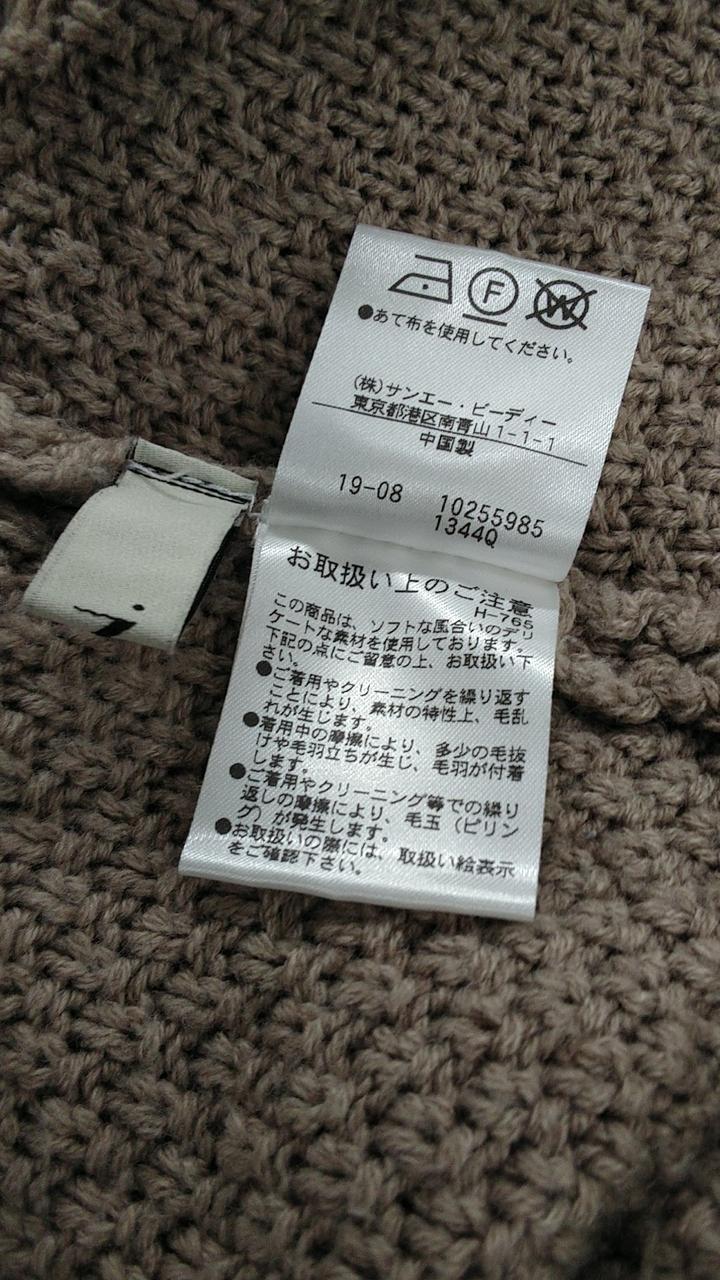 F W
●あて布を使用してください。
(株)サンエー・ビーディー
東京都港区南青山1-1-1
中国製
19-08 10255985
1344Q
お取扱い上のご注意
H-765
この商品は、ソフトな風合いのデリ
ケートな素材を使用しております。
下記の点にご留意の上、お取扱い下
さい。
●ご着用やクリーニングを繰り返す
ことにより、素材の特性上、毛乱
れが生じます。
●着用中の摩擦により、多少の毛抜
けや毛羽立ちが生じ、毛羽が付着
します。
●ご着用やクリーニング等での繰り
返しの摩擦により、毛玉（ピリン
グ）が発生します。
●お取扱いの際には、取扱い絵表示
をご確認下さい。